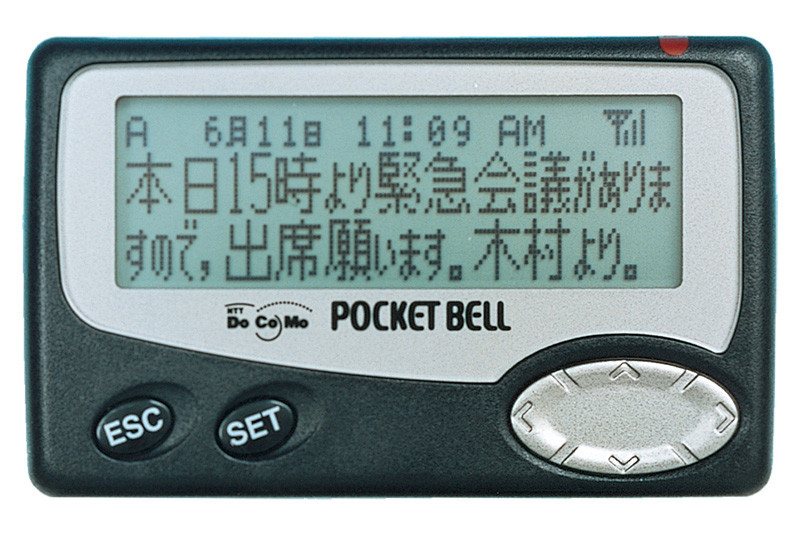 A 6月11日 11:09 AM
本日15時より緊急会議がありま
すので、出席願います。木村より。
NTT
DoCoMo POCKET BELL
ESC SET